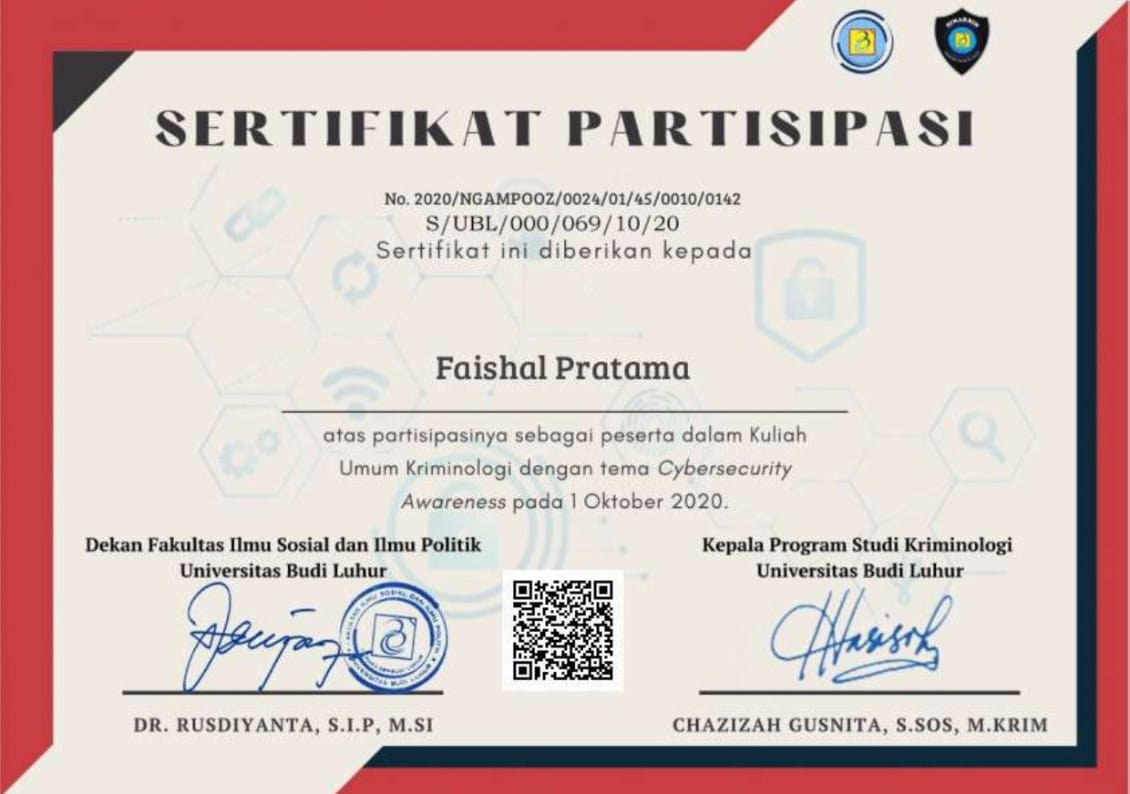 SERTIFIKAT PARTISIPASI
No. 2020/NGAMPOOZ/0024/01/45/0010/0142
S/UBL/000/069/10/20
Sertifikat ini diberikan kepada
Faishal Pratama
atas partisipasinya sebagai peserta dalam Kuliah
Umum Kriminologi dengan tema Cybersecurity
Awareness pada 1 Oktober 2020.
Dekan Fakultas Ilmu Sosial dan Ilmu Politik
Universitas Budi Luhur
DR. RUSDIYANTA, S.I.P, M.SI
Kepala Program Studi Kriminologi
Universitas Budi Luhur
CHAZIZAH GUSNITA, S.SOS, M.KRIM